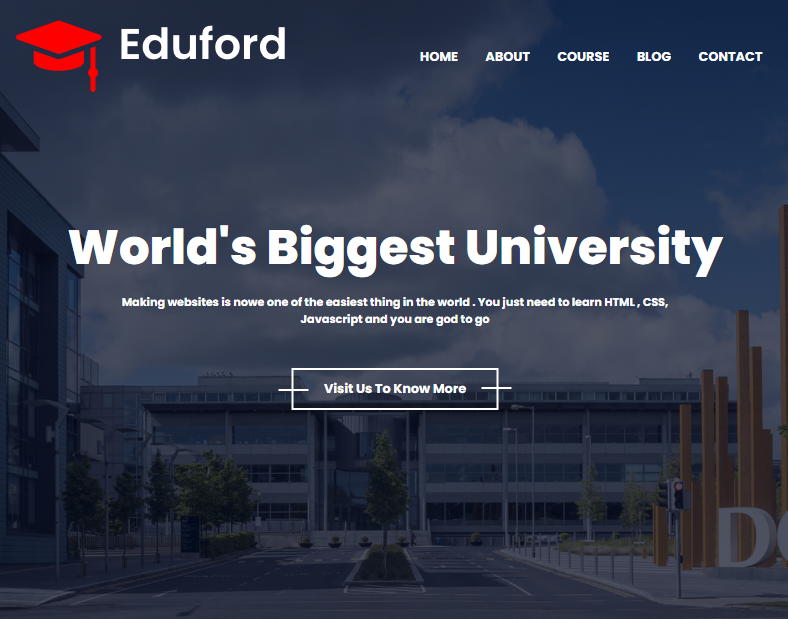 Eduford
HOME ABOUT COURSE BLOG CONTACT
World's Biggest University
Making websites is nowe one of the easiest thing in the world . You just need to learn HTML , CSS,
Javascript and you are god to go
Visit Us To Know More